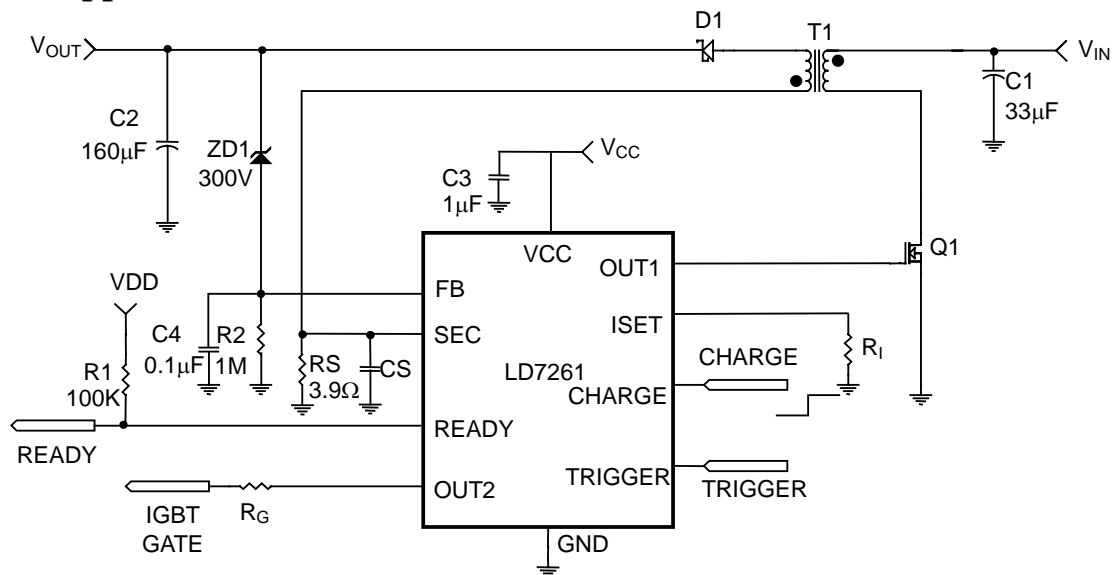 D1
T1
VOUT
VIN
C1
33μF
C2
160μF
ZD1
300V
C3
1μF
VCC
VCC
OUT1
Q1
VDD
FB
ISET
C4
0.1μF
R2
1M
SEC
RI
RS
3.9Ω
CS
LD7261
CHARGE
R1
100K
CHARGE
READY
READY
TRIGGER
TRIGGER
OUT2
RG
IGBT
GATE
GND